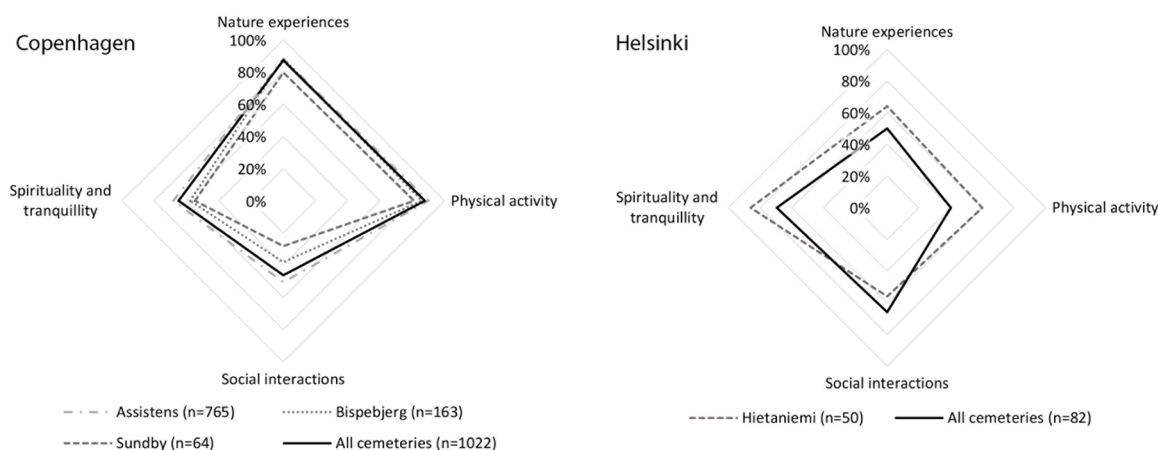 Copenhagen
Nature experiences
100%
80%
60%
40%
20%
0%
Spirituality and
tranquillity
Physical activity
Social interactions
Assistens (n=765)
Bispebjerg (n=163)
Sundby (n=64)
All cemeteries (n=1022)
Helsinki
Nature experiences
100%
80%
60%
40%
20%
0%
Spirituality and
tranquillity
Physical activity
Social interactions
Hietaniemi (n=50)
All cemeteries (n=82)